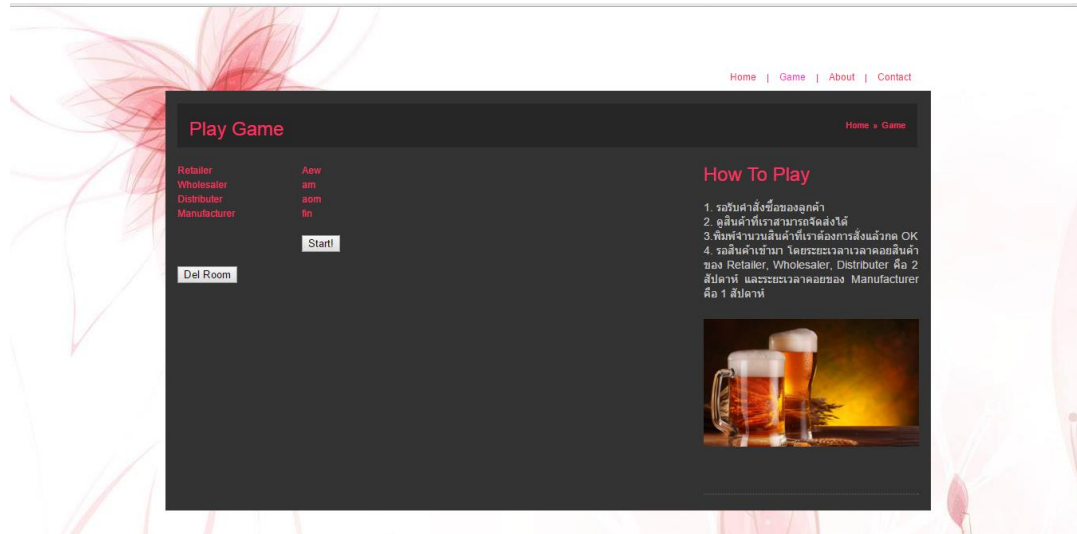 Home | Game | About | Contact
Play Game
Home » Game
Retailer Aew
Wholesaler am
Distributer aom
Manufacturer fin
Start!
Del Room
How To Play
1. รอรับคำสั่งซื้อของลูกค้า
2. ดูสินค้าที่เราสามารถจัดส่งได้
3.พิมพ์จำนวนสินค้าที่เราต้องการสั่งแล้วกด OK
4. รอสินค้าเข้ามา โดยระยะเวลาเวลาคอยสินค้า
ของ Retailer, Wholesaler, Distributer คือ 2
สัปดาห์ และระยะเวลาคอยของ Manufacturer
คือ 1 สัปดาห์